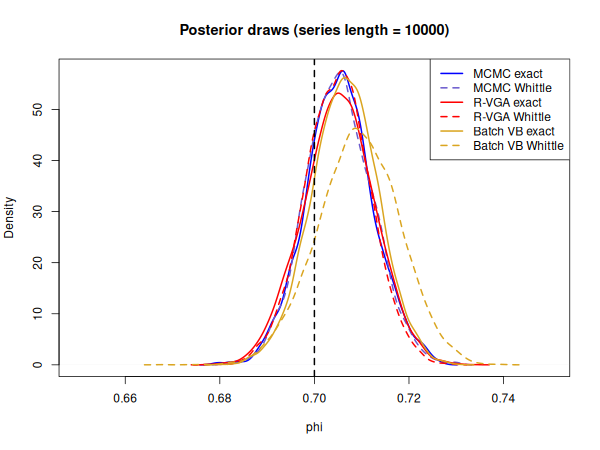 Posterior draws (series length = 10000)
MCMC exact
MCMC Whittle
R-VGA exact
R-VGA Whittle
Batch VB exact
Batch VB Whittle
Density
50
40
30
20
10
0
0.66 0.68 0.70 0.72 0.74
phi